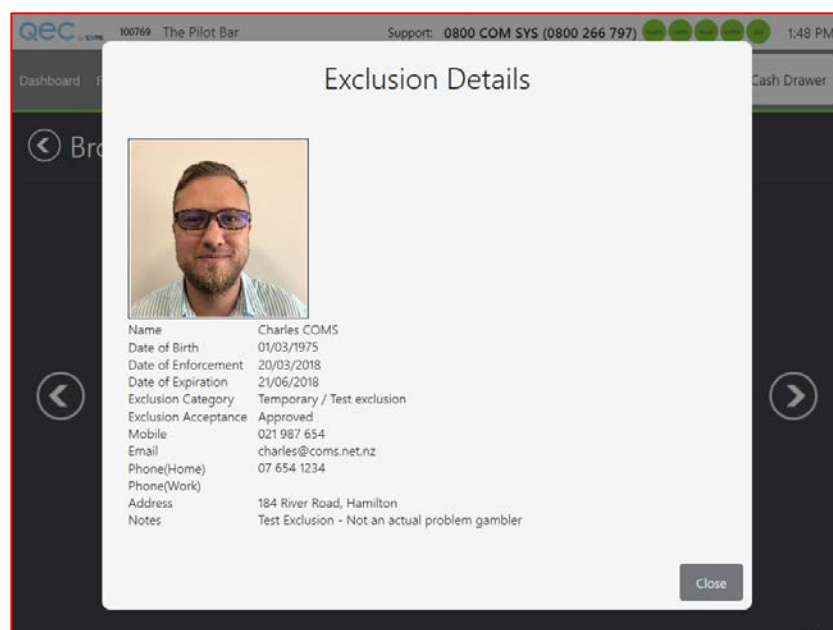 QEC by COMS 100769 The Pilot Bar Support: 0800 COM SYS (0800 266 797) 1:48 PM
Dashboard F Cash Drawer
Exclusion Details
Bro
Name Charles COMS
Date of Birth 01/03/1975
Date of Enforcement 20/03/2018
Date of Expiration 21/06/2018
Exclusion Category Temporary / Test exclusion
Exclusion Acceptance Approved
Mobile 021 987 654
Email charles@coms.net.nz
Phone(Home) 07 654 1234
Phone(Work)
Address 184 River Road, Hamilton
Notes Test Exclusion - Not an actual problem gambler
Close